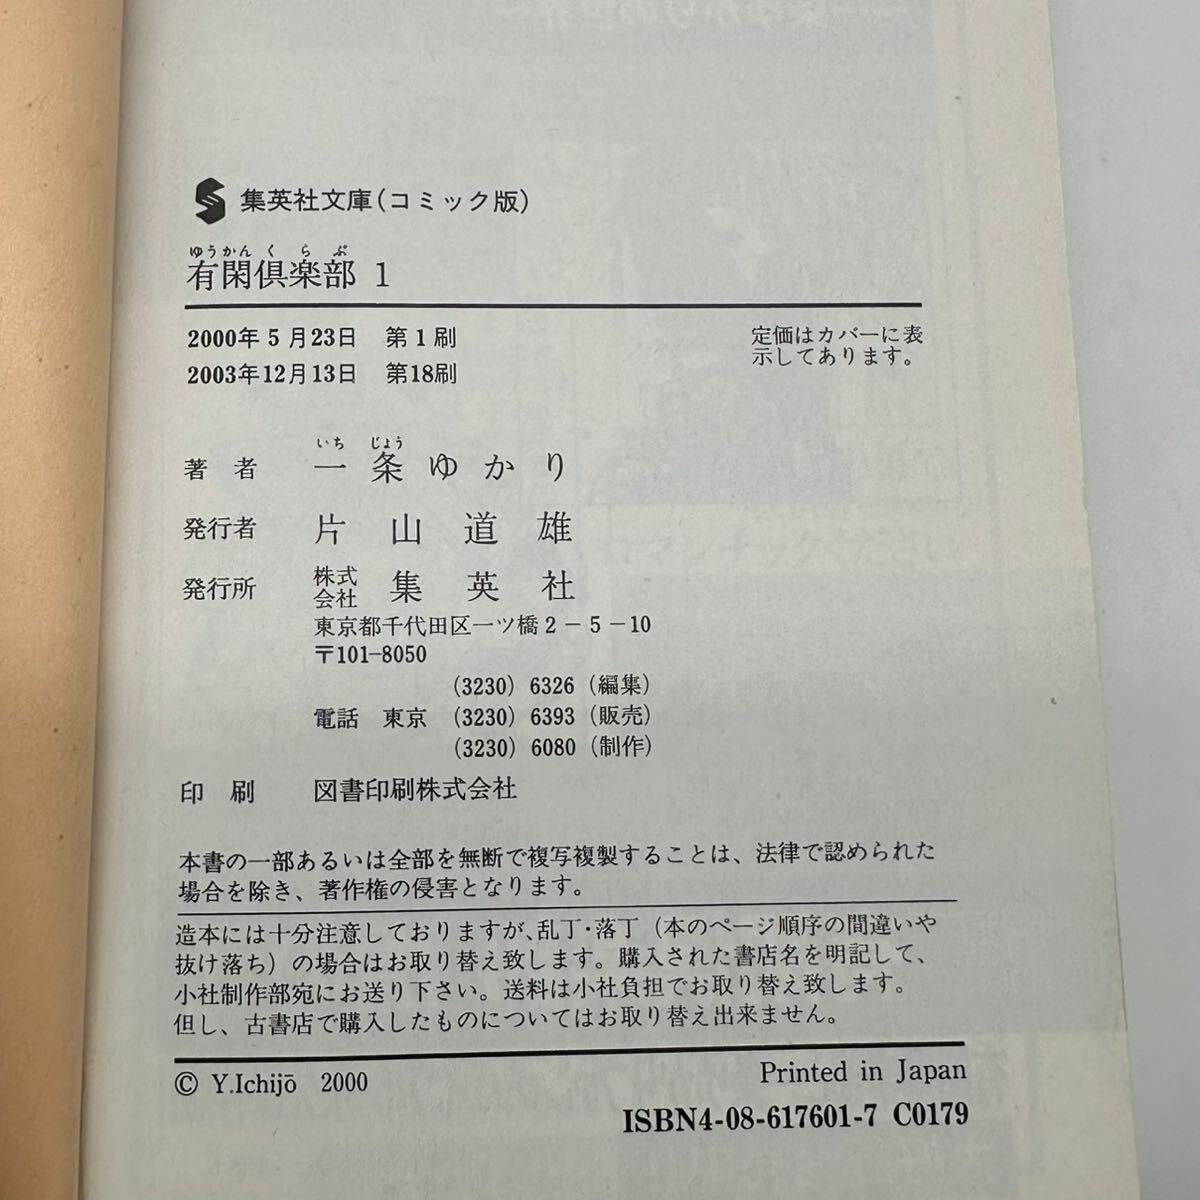 集英社文庫(コミック版)
ゆうかんくらぶ
有閑倶楽部 1
2000年5月23日 第1刷
2003年12月13日 第18刷
定価はカバーに表
示してあります。
いち じょう
著者 一条ゆかり
発行者 片山道雄
発行所 株式会社 集英社
東京都千代田区一ツ橋2-5-10
〒101-8050
(3230) 6326 (編集)
電話 東京 (3230) 6393 (販売)
(3230) 6080 (制作)
印刷 図書印刷株式会社
本書の一部あるいは全部を無断で複写複製することは、法律で認められた
場合を除き、著作権の侵害となります。
造本には十分注意しておりますが、乱丁・落丁(本のページ順序の間違いや
抜け落ち)の場合はお取り替え致します。購入された書店名を明記して、
小社制作部宛にお送り下さい。送料は小社負担でお取り替え致します。
但し、古書店で購入したものについてはお取り替え出来ません。
© Y.Ichijō 2000
Printed in Japan
ISBN4-08-617601-7 C0179